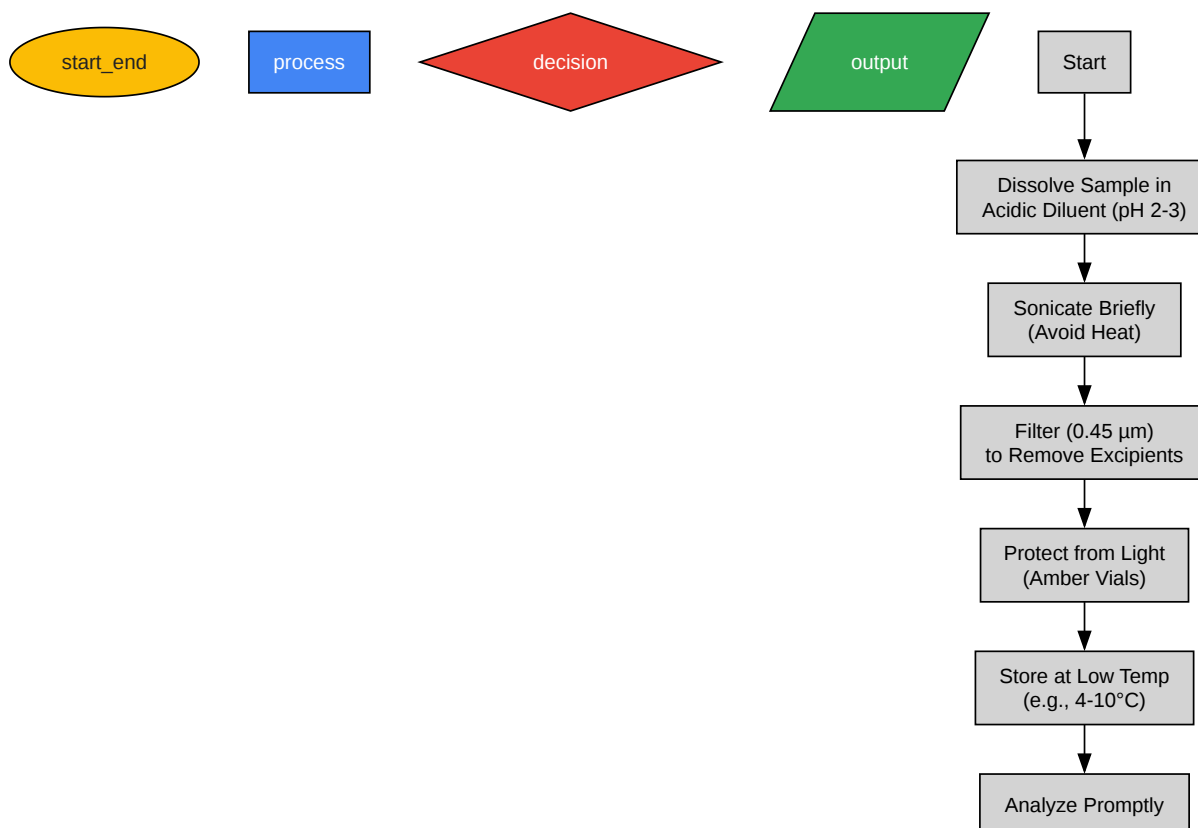 start_end
process
decision
output
Start
Dissolve Sample in
Acidic Diluent (pH 2-3)
Sonicate Briefly
(Avoid Heat)
Filter (0.45 µm)
to Remove Excipients
Protect from Light
(Amber Vials)
Store at Low Temp
(e.g., 4-10°C)
Analyze Promptly